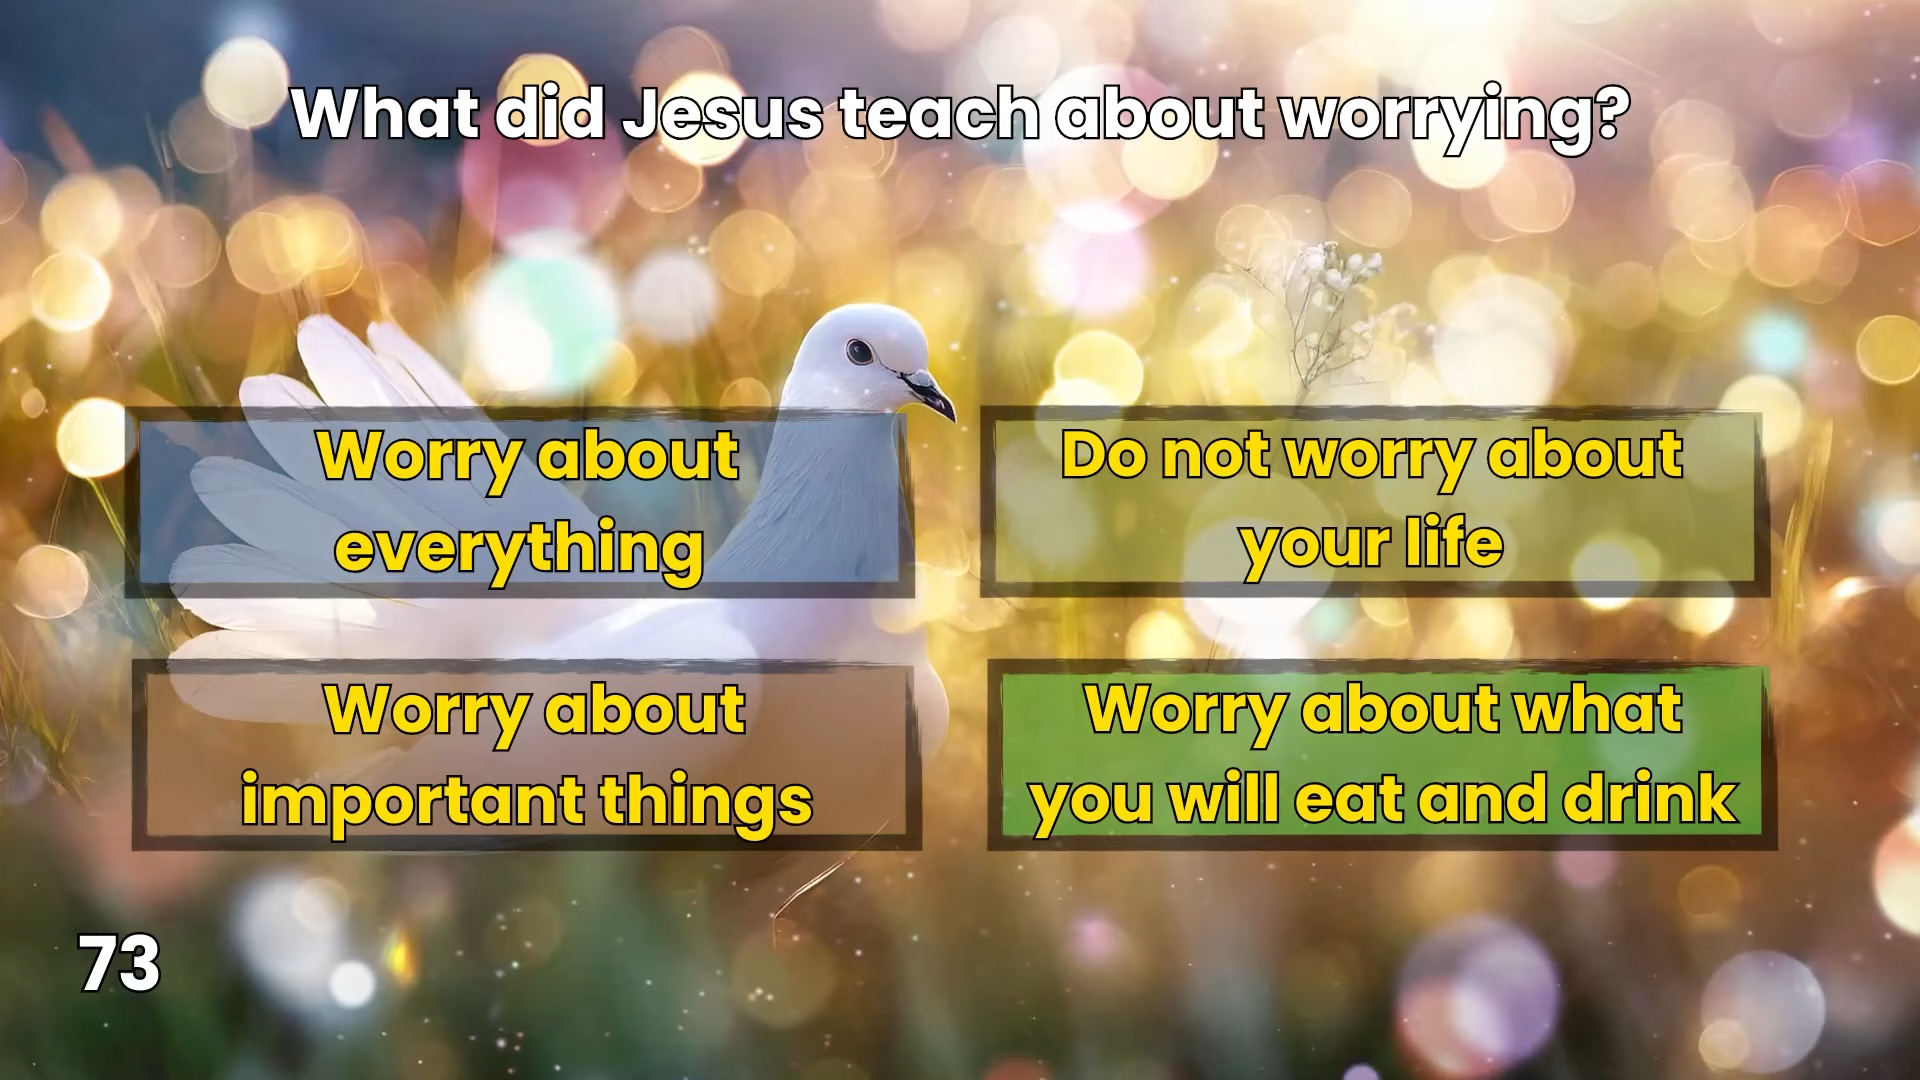 What did Jesus teach about worrying?
Worry about
everything
Do not worry about
your life
Worry about
important things
Worry about what
you will eat and drink
73